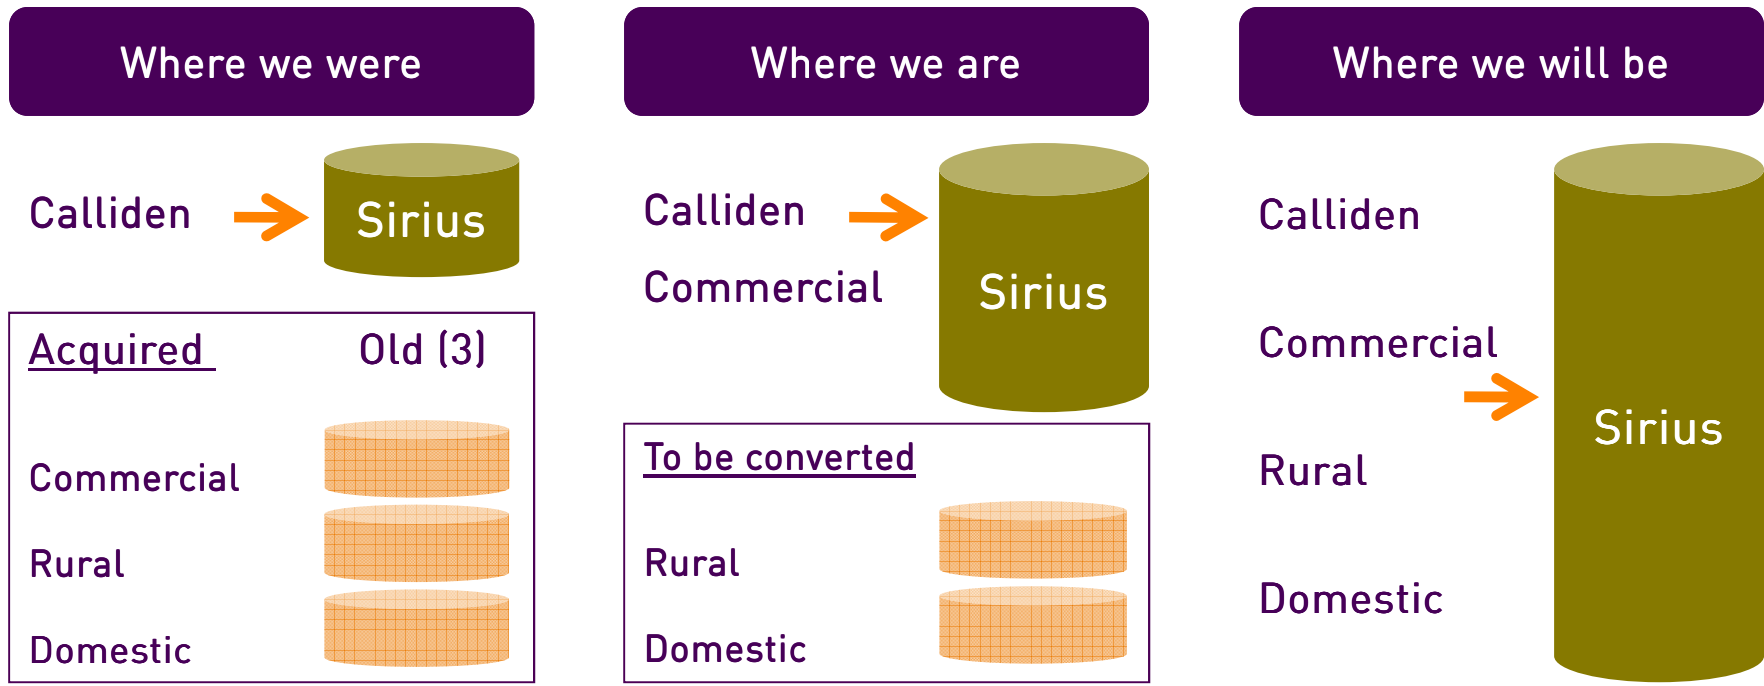 Where we were
Calliden
Sirius
Acquired
Old (3)
Commercial
Rural
Domestic
Where we are
Calliden
Commercial
Sirius
To be converted
Rural
Domestic
Where we will be
Calliden
Commercial
Rural
Domestic
Sirius